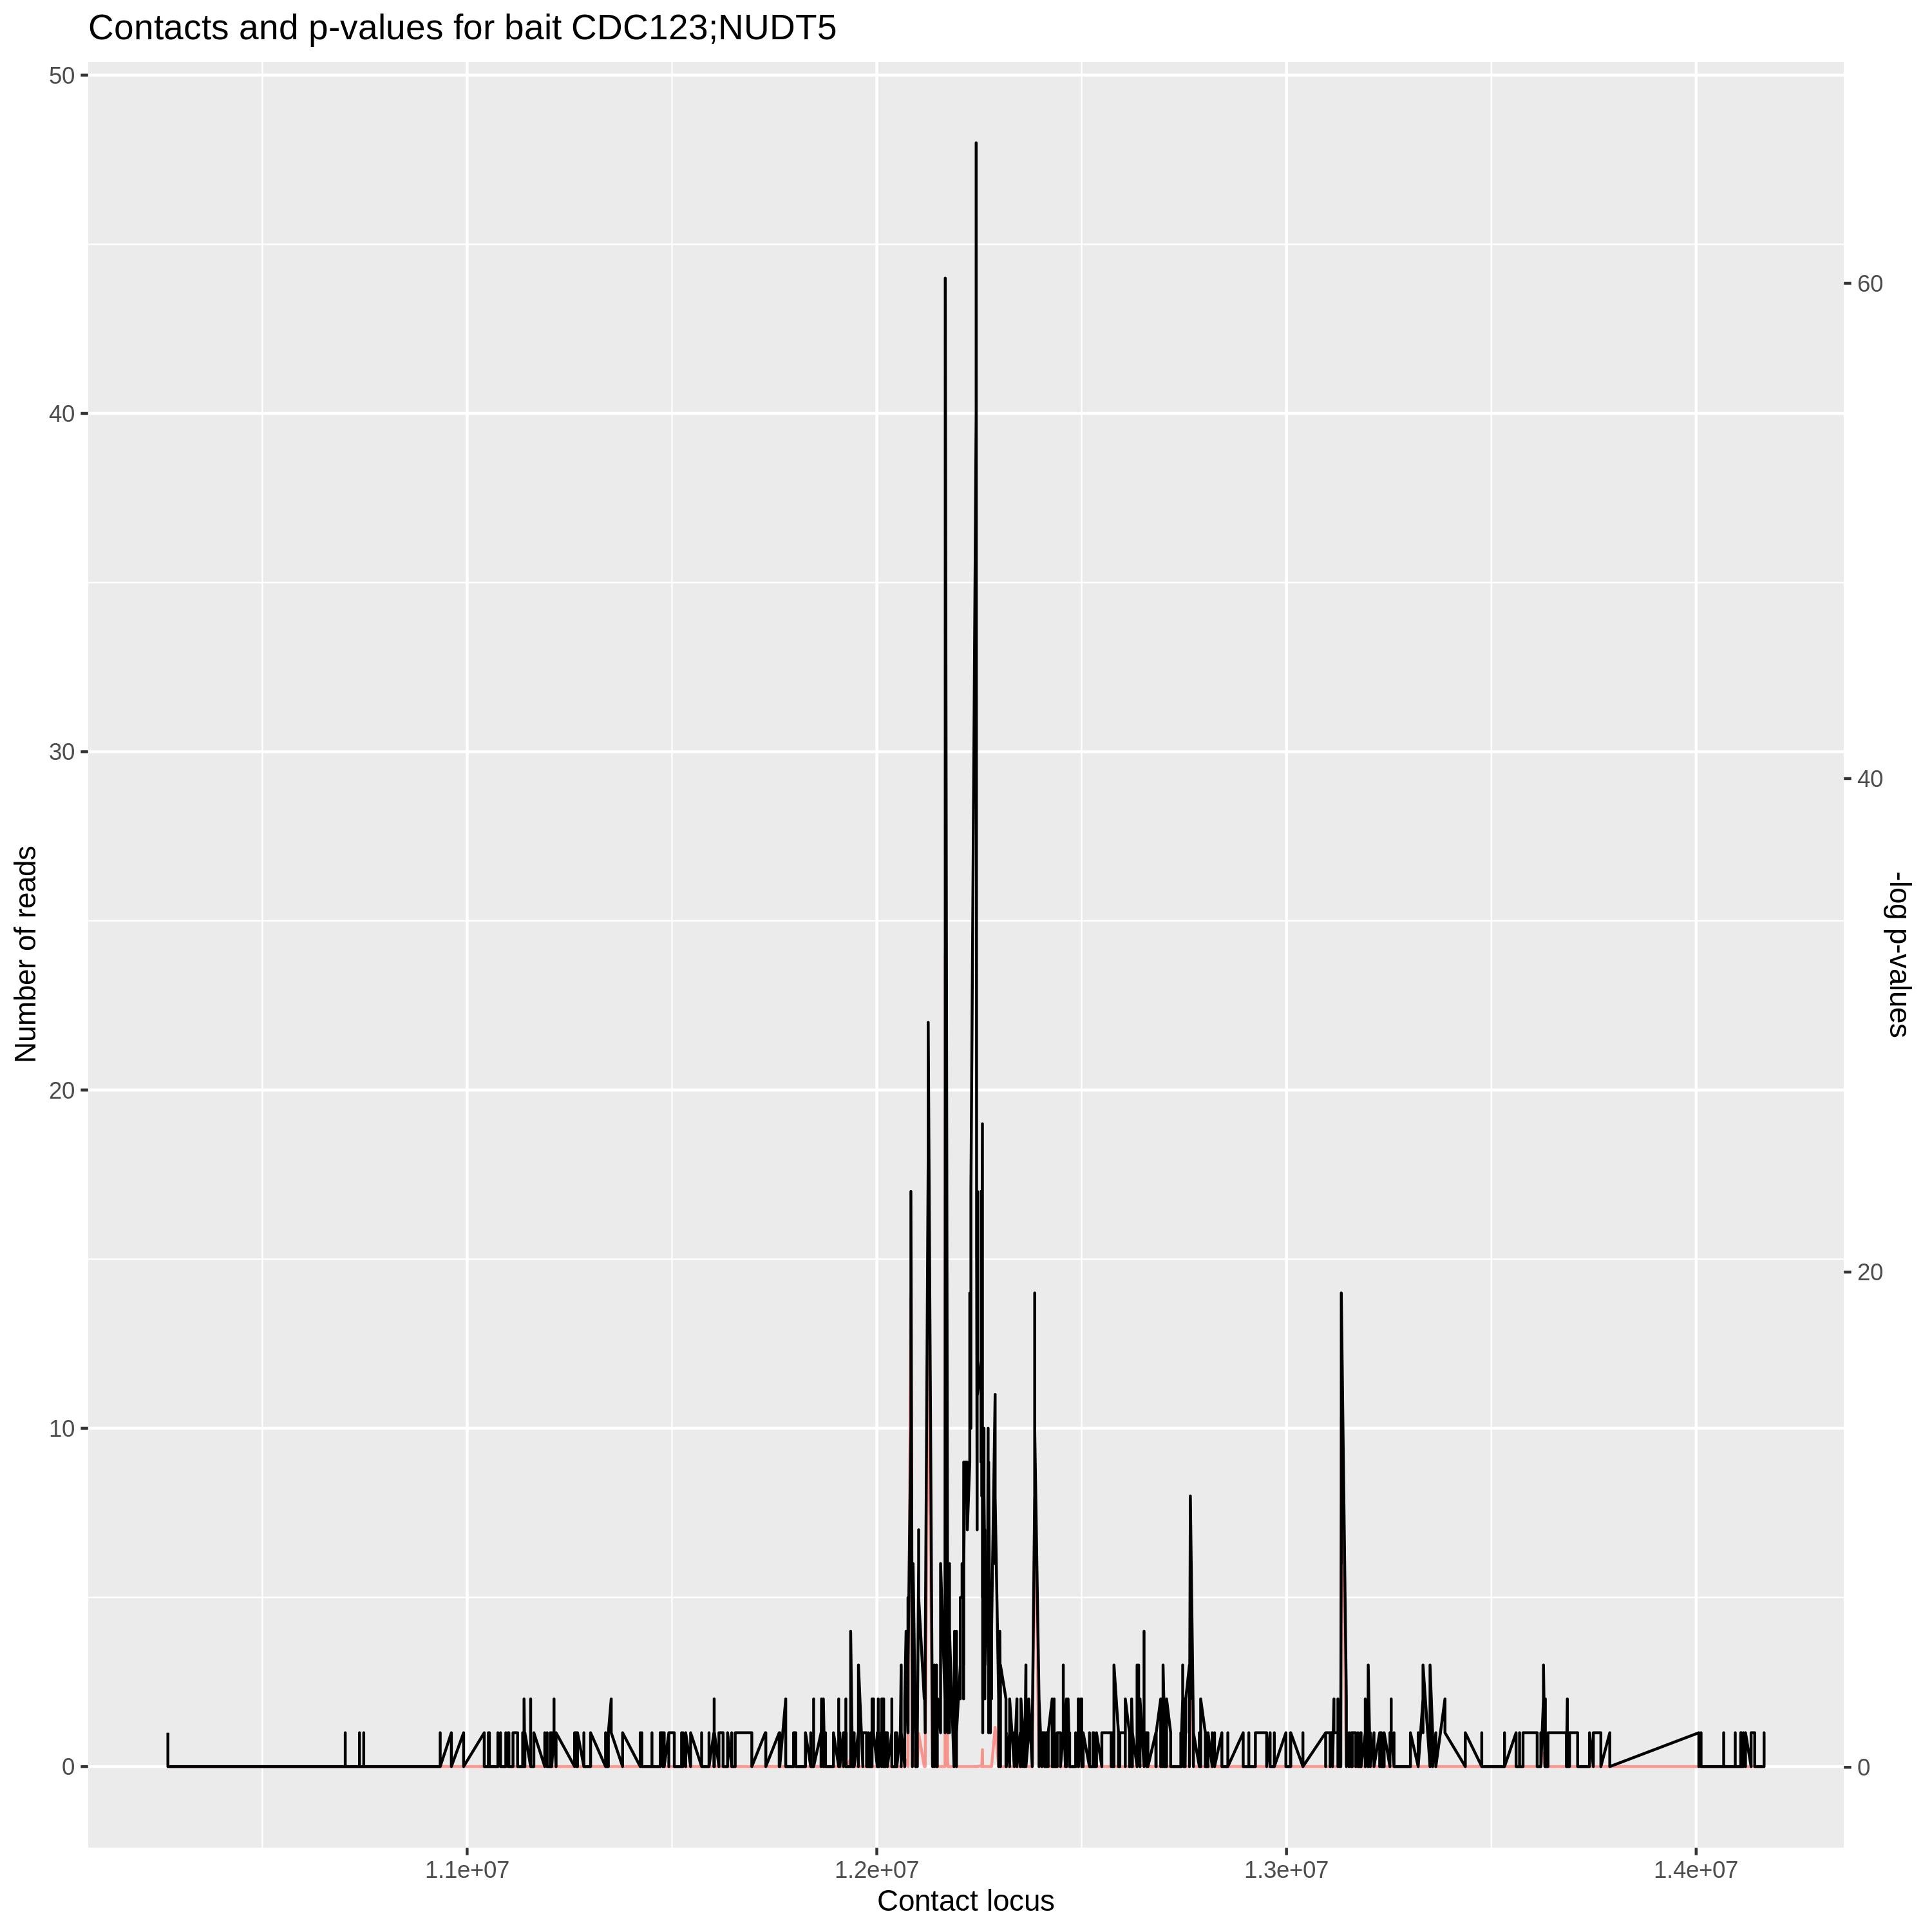 Contacts and p-values for bait CDC123;NUDT5
50
40
30
20
10
0
Number of reads
60
40
20
0
-log p-values
1.1e+07
1.2e+07
1.3e+07
1.4e+07
Contact locus